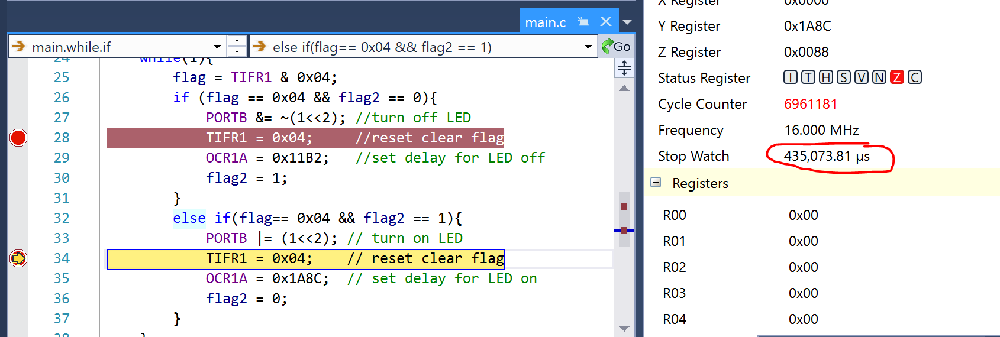 main.c
main.while.if
else if(flag== 0x04 && flag2 == 1)
Go
24 while(1){
25 flag = TIFR1 & 0x04;
26 if (flag == 0x04 && flag2 == 0){
27 PORTB &= ~(1<<2); //turn off LED
28 TIFR1 = 0x04; //reset clear flag
29 OCR1A = 0x11B2; //set delay for LED off
30 flag2 = 1;
31 }
32 else if(flag== 0x04 && flag2 == 1){
33 PORTB |= (1<<2); // turn on LED
34 TIFR1 = 0x04; // reset clear flag
35 OCR1A = 0x1A8C; // set delay for LED on
36 flag2 = 0;
37 }
38 }
X Register 0x0000
Y Register 0x1A8C
Z Register 0x0088
Status Register I T H S V N Z C
Cycle Counter 6961181
Frequency 16.000 MHz
Stop Watch 435,073.81 µs
Registers
R00 0x00
R01 0x00
R02 0x00
R03 0x00
R04 0x00